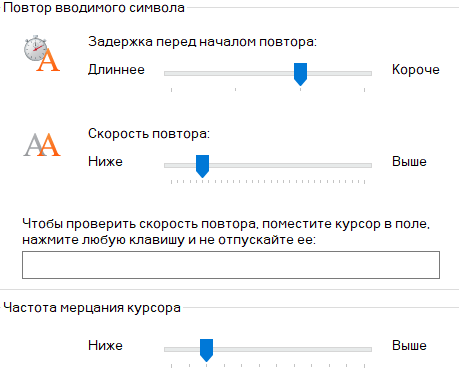 Повтор вводимого символа
Задержка перед началом повтора:
Длиннее Короче
Скорость повтора:
Ниже Выше
Чтобы проверить скорость повтора, поместите курсор в поле,
нажмите любую клавишу и не отпускайте ее:
Частота мерцания курсора
Ниже Выше